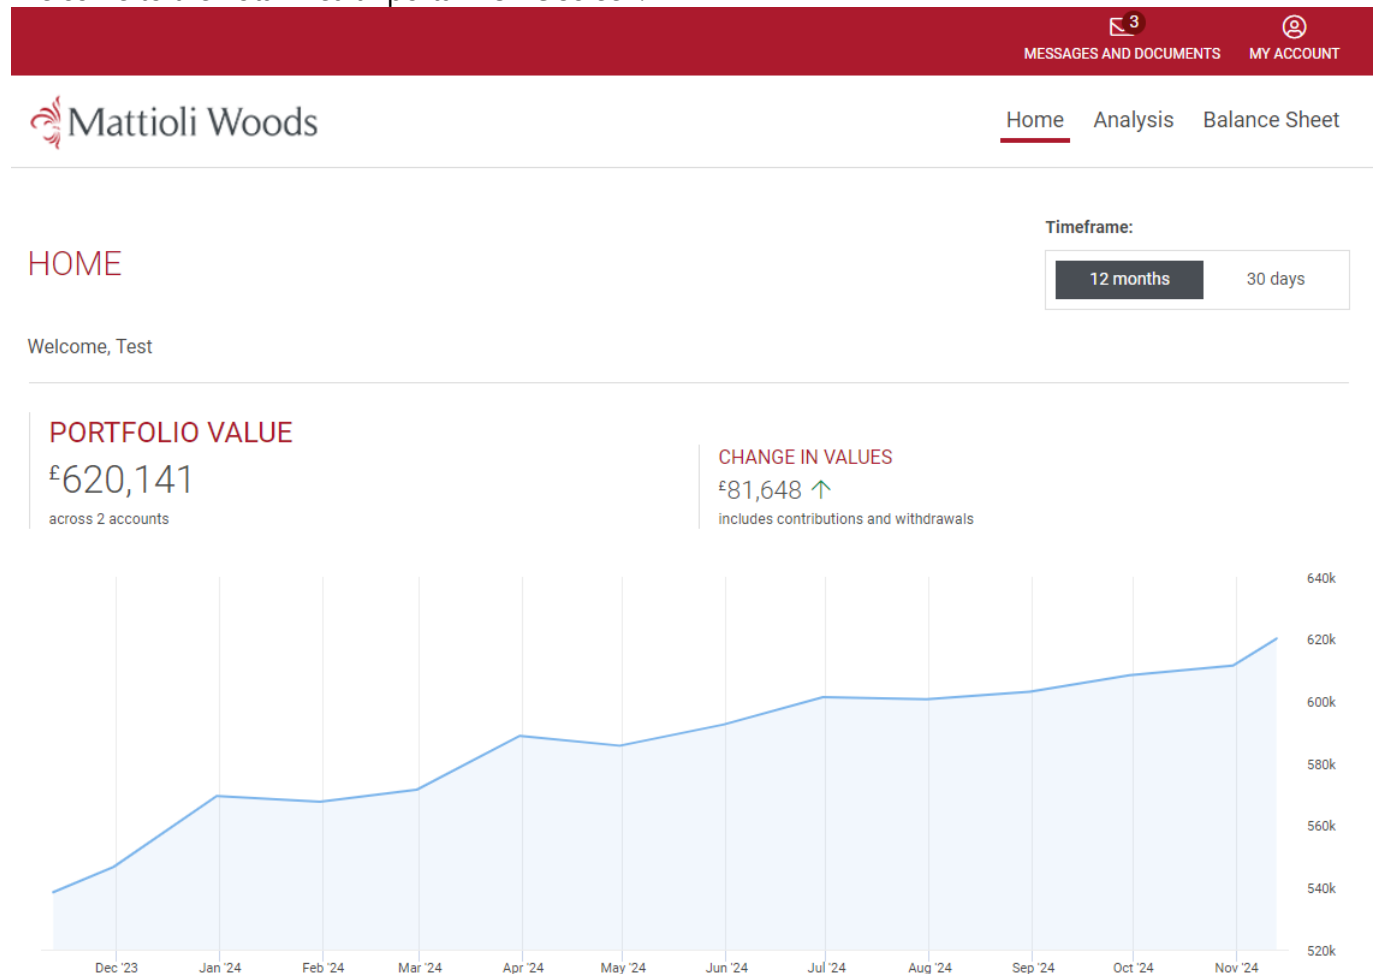 3
MESSAGES AND DOCUMENTS MY ACCOUNT
Mattioli Woods
Home Analysis Balance Sheet
Timeframe:
HOME
12 months 30 days
Welcome, Test
PORTFOLIO VALUE
£620,141
across 2 accounts
CHANGE IN VALUES
£81,648 ↑
includes contributions and withdrawals
640k
620k
600k
580k
560k
540k
520k
Dec '23 Jan '24 Feb '24 Mar '24 Apr '24 May '24 Jun '24 Jul '24 Aug '24 Sep '24 Oct '24 Nov '24